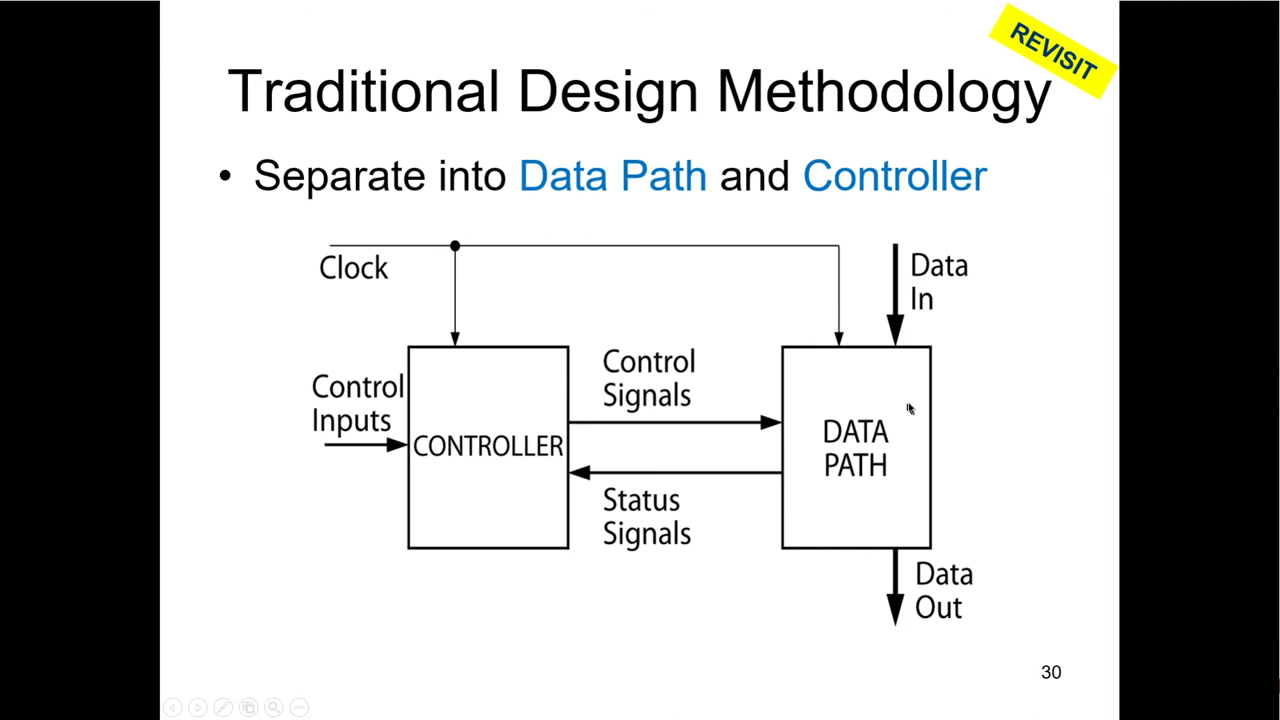 REVISIT
Traditional Design Methodology
• Separate into Data Path and Controller
Clock
Data
In
Control
Signals
Control
Inputs
CONTROLLER
DATA
PATH
Status
Signals
Data
Out
30